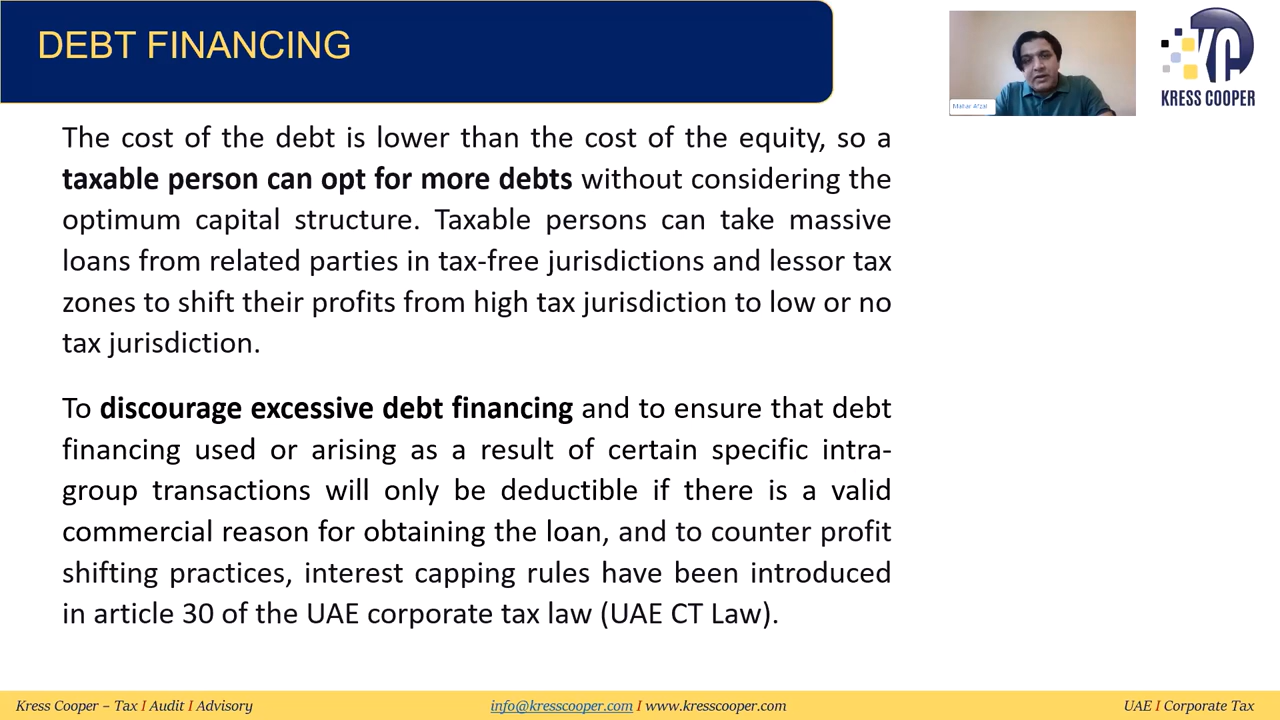 DEBT FINANCING
Mahar Afzal
KC
KRESS COOPER
The cost of the debt is lower than the cost of the equity, so a
taxable person can opt for more debts without considering the
optimum capital structure. Taxable persons can take massive
loans from related parties in tax-free jurisdictions and lessor tax
zones to shift their profits from high tax jurisdiction to low or no
tax jurisdiction.
To discourage excessive debt financing and to ensure that debt
financing used or arising as a result of certain specific intra-
group transactions will only be deductible if there is a valid
commercial reason for obtaining the loan, and to counter profit
shifting practices, interest capping rules have been introduced
in article 30 of the UAE corporate tax law (UAE CT Law).
Kress Cooper – Tax I Audit I Advisory
info@kresscooper.com I www.kresscooper.com
UAE I Corporate Tax